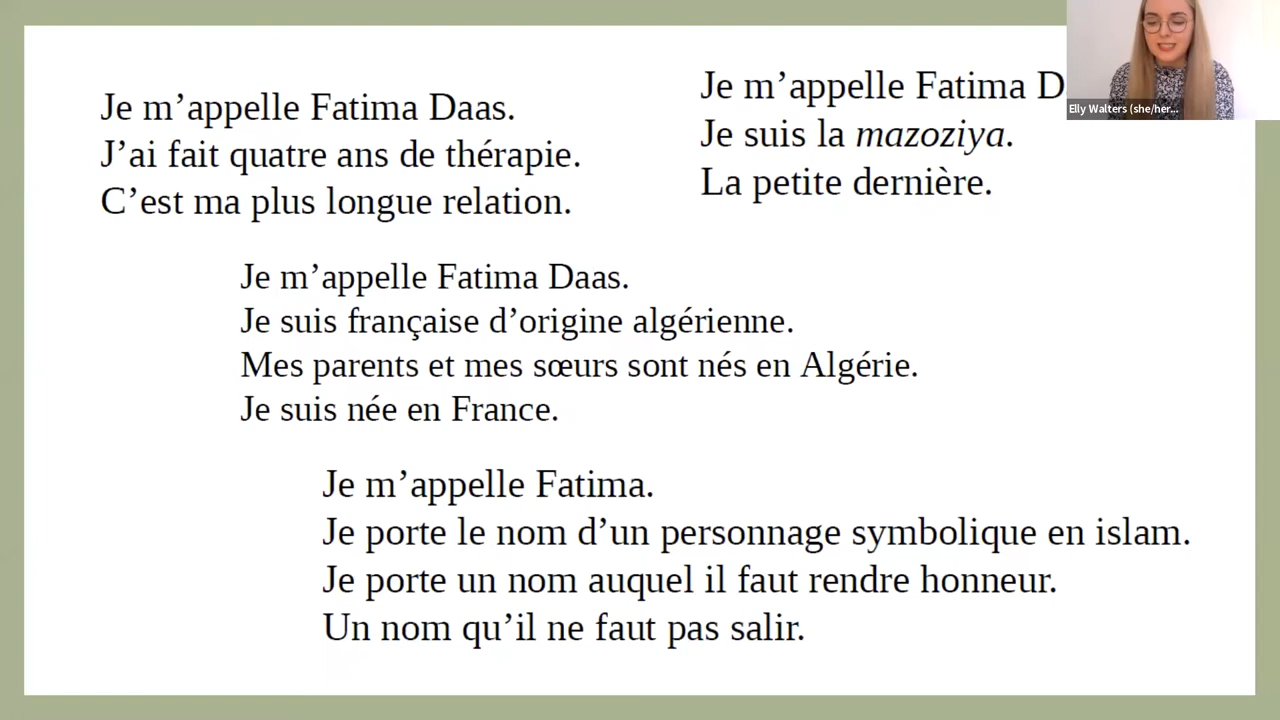 Je m’appelle Fatima Daas.
J’ai fait quatre ans de thérapie.
C’est ma plus longue relation.
Je m’appelle Fatima D
Je suis la mazoziya.
La petite dernière.
Je m’appelle Fatima Daas.
Je suis française d’origine algérienne.
Mes parents et mes sœurs sont nés en Algérie.
Je suis née en France.
Je m’appelle Fatima.
Je porte le nom d’un personnage symbolique en islam.
Je porte un nom auquel il faut rendre honneur.
Un nom qu’il ne faut pas salir.
Elly Walters (she/her...